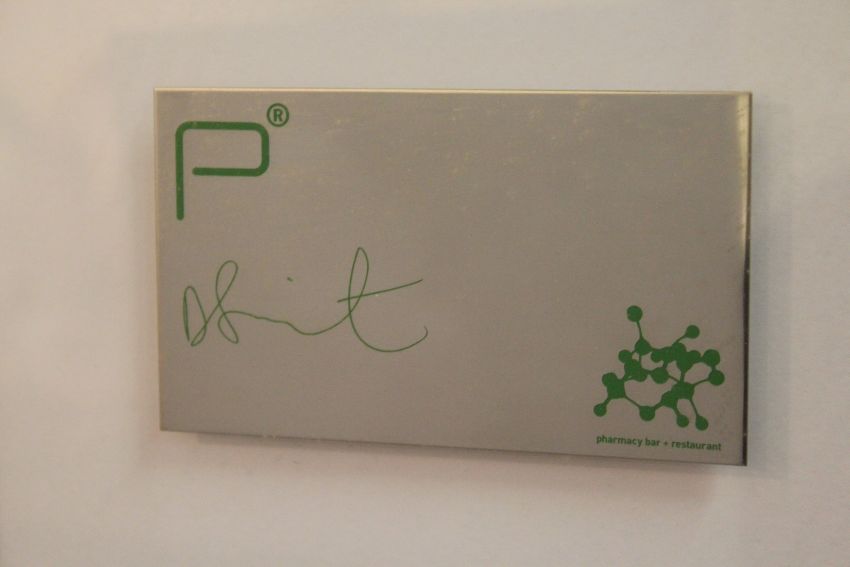 P®
pharmacy bar + restaurant